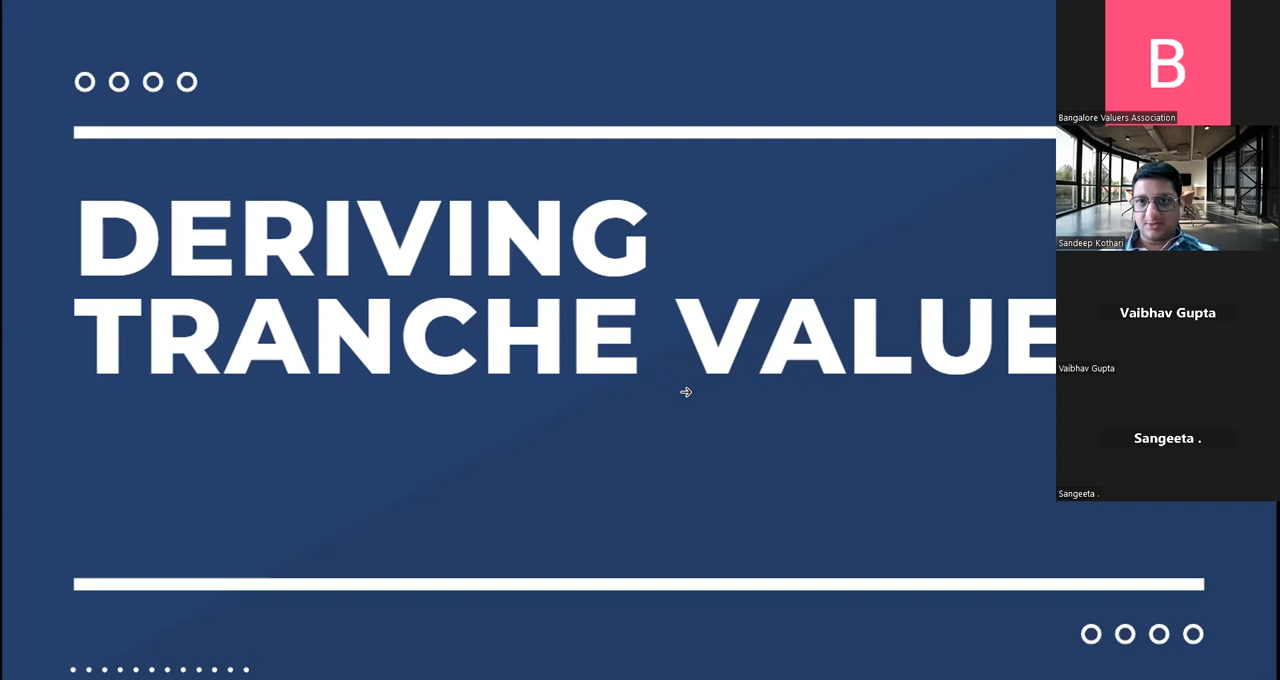 DERIVING
TRANCHE VALUE
B
Bangalore Valuers Association
Sandeep Kothari
Vaibhav Gupta
Vaibhav Gupta
Sangeeta .
Sangeeta .